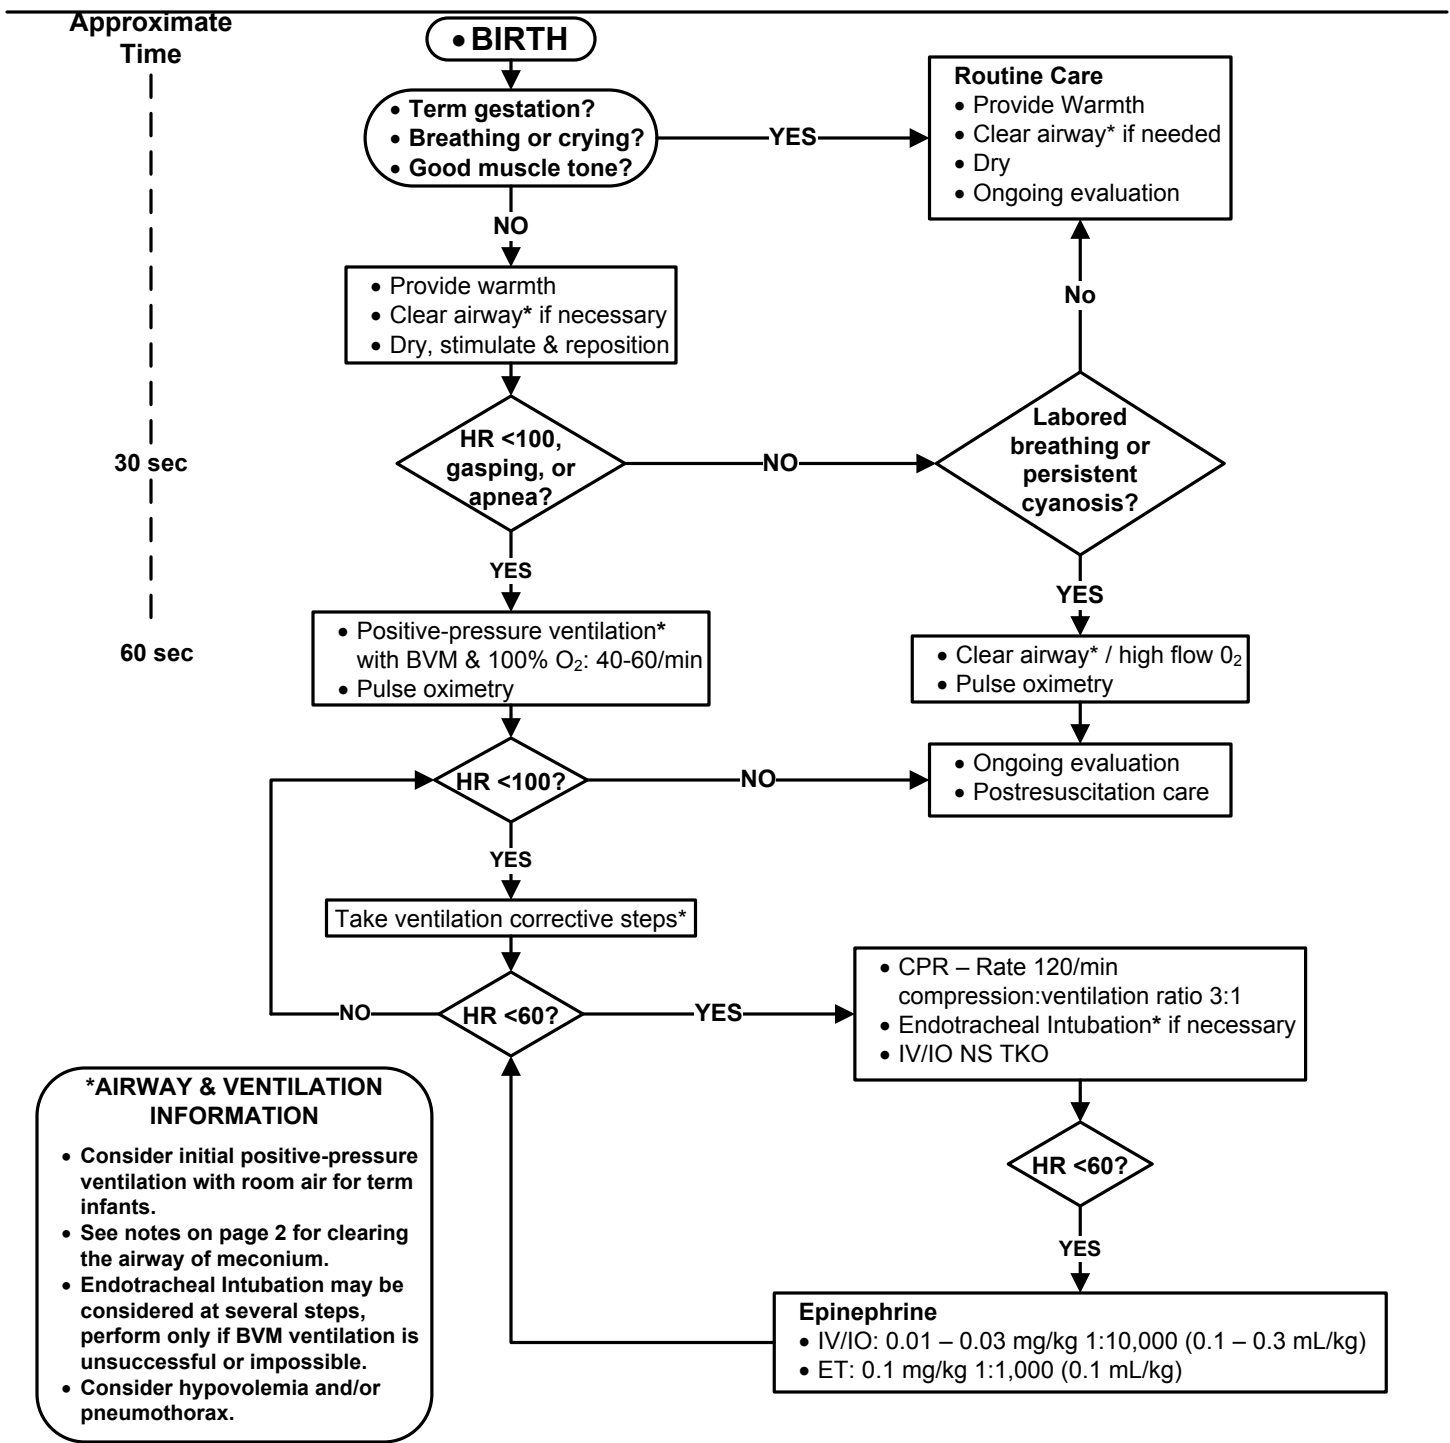 Approximate
Time
• BIRTH
• Term gestation?
• Breathing or crying?
• Good muscle tone?
YES
Routine Care
• Provide Warmth
• Clear airway* if needed
• Dry
• Ongoing evaluation
NO
• Provide warmth
• Clear airway* if necessary
• Dry, stimulate & reposition
No
30 sec
HR <100,
gasping, or
apnea?
NO
Labored
breathing or
persistent
cyanosis?
YES
YES
60 sec
• Positive-pressure ventilation*
with BVM & 100% O₂: 40-60/min
• Pulse oximetry
• Clear airway* / high flow 0₂
• Pulse oximetry
HR <100?
NO
• Ongoing evaluation
• Postresuscitation care
YES
Take ventilation corrective steps*
HR <60?
NO
YES
• CPR – Rate 120/min
compression:ventilation ratio 3:1
• Endotracheal Intubation* if necessary
• IV/IO NS TKO
HR <60?
YES
Epinephrine
• IV/IO: 0.01 – 0.03 mg/kg 1:10,000 (0.1 – 0.3 mL/kg)
• ET: 0.1 mg/kg 1:1,000 (0.1 mL/kg)
*AIRWAY & VENTILATION
INFORMATION
• Consider initial positive-pressure
ventilation with room air for term
infants.
• See notes on page 2 for clearing
the airway of meconium.
• Endotracheal Intubation may be
considered at several steps,
perform only if BVM ventilation is
unsuccessful or impossible.
• Consider hypovolemia and/or
pneumothorax.